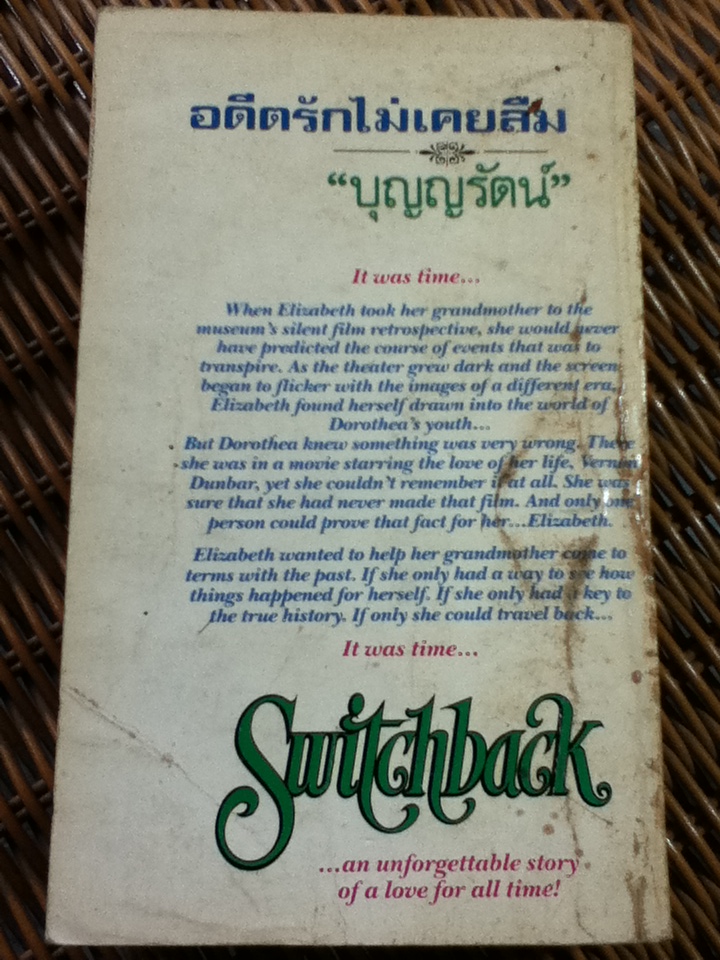 อดีตรักไม่เคยลืม
“บุญญรัตน์”
It was time...
When Elizabeth took her grandmother to the
museum's silent film retrospective, she would never
have predicted the course of events that was to
transpire. As the theater grew dark and the screen
began to flicker with the images of a different era,
Elizabeth found herself drawn into the world of
Dorothea's youth...
But Dorothea knew something was very wrong. There
she was in a movie starring the love of her life, Vernon
Dunbar, yet she couldn't remember it at all. She was
sure that she had never made that film. And only one
person could prove that fact for her...Elizabeth.
Elizabeth wanted to help her grandmother come to
terms with the past. If she only had a way to see how
things happened for herself. If she only had a key to
the true history. If only she could travel back...
It was time...
Switchback
...an unforgettable story
of a love for all time!